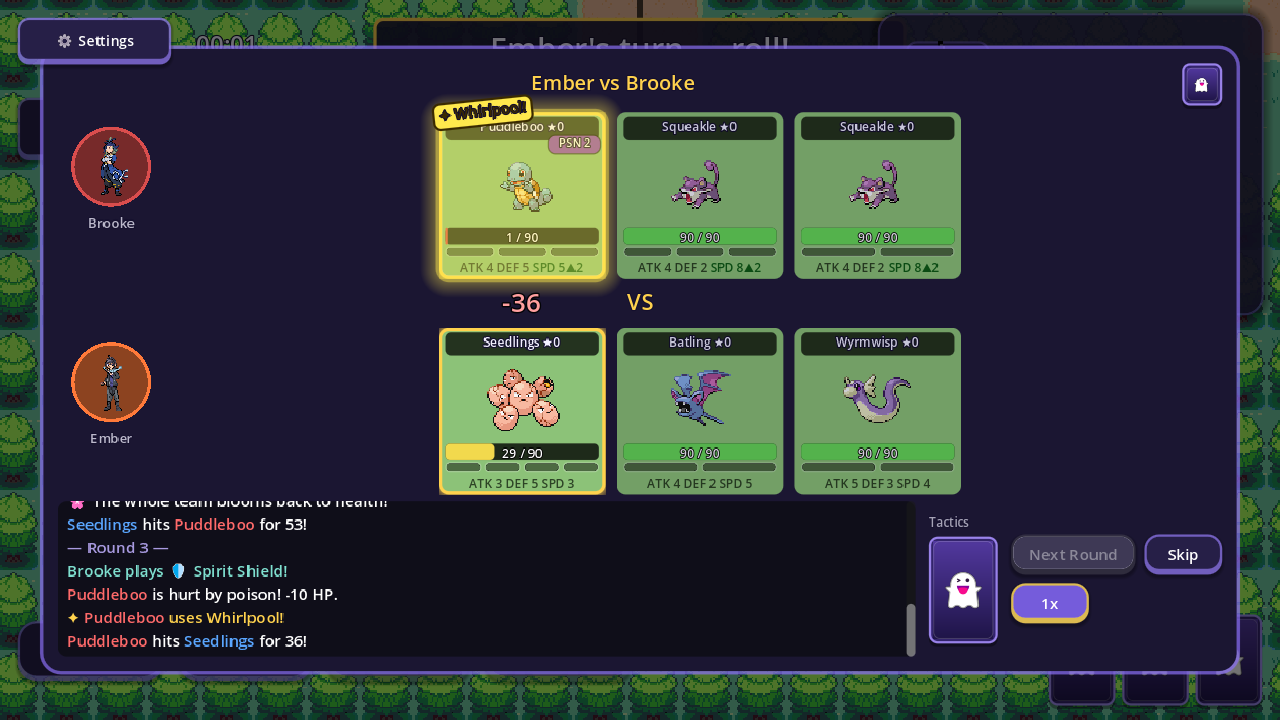 Settings
00:01
Ember's turn — roll!
Ember vs Brooke
✦ Whirlpool!
Puddleboo ★0
Squeakle ★0
Squeakle ★0
PSN 2
Brooke
1 / 90
90 / 90
90 / 90
ATK 4 DEF 5 SPD 5▲2
ATK 4 DEF 2 SPD 8▲2
ATK 4 DEF 2 SPD 8▲2
-36
VS
Seedlings ★0
Batling ★0
Wyrmwisp ★0
Ember
29 / 90
90 / 90
90 / 90
ATK 3 DEF 5 SPD 3
ATK 4 DEF 2 SPD 5
ATK 5 DEF 3 SPD 4
The whole team blooms back to health!
Seedlings hits Puddleboo for 53!
— Round 3 —
Brooke plays Spirit Shield!
Puddleboo is hurt by poison! -10 HP.
✦ Puddleboo uses Whirlpool!
Puddleboo hits Seedlings for 36!
Tactics
Next Round
Skip
1x